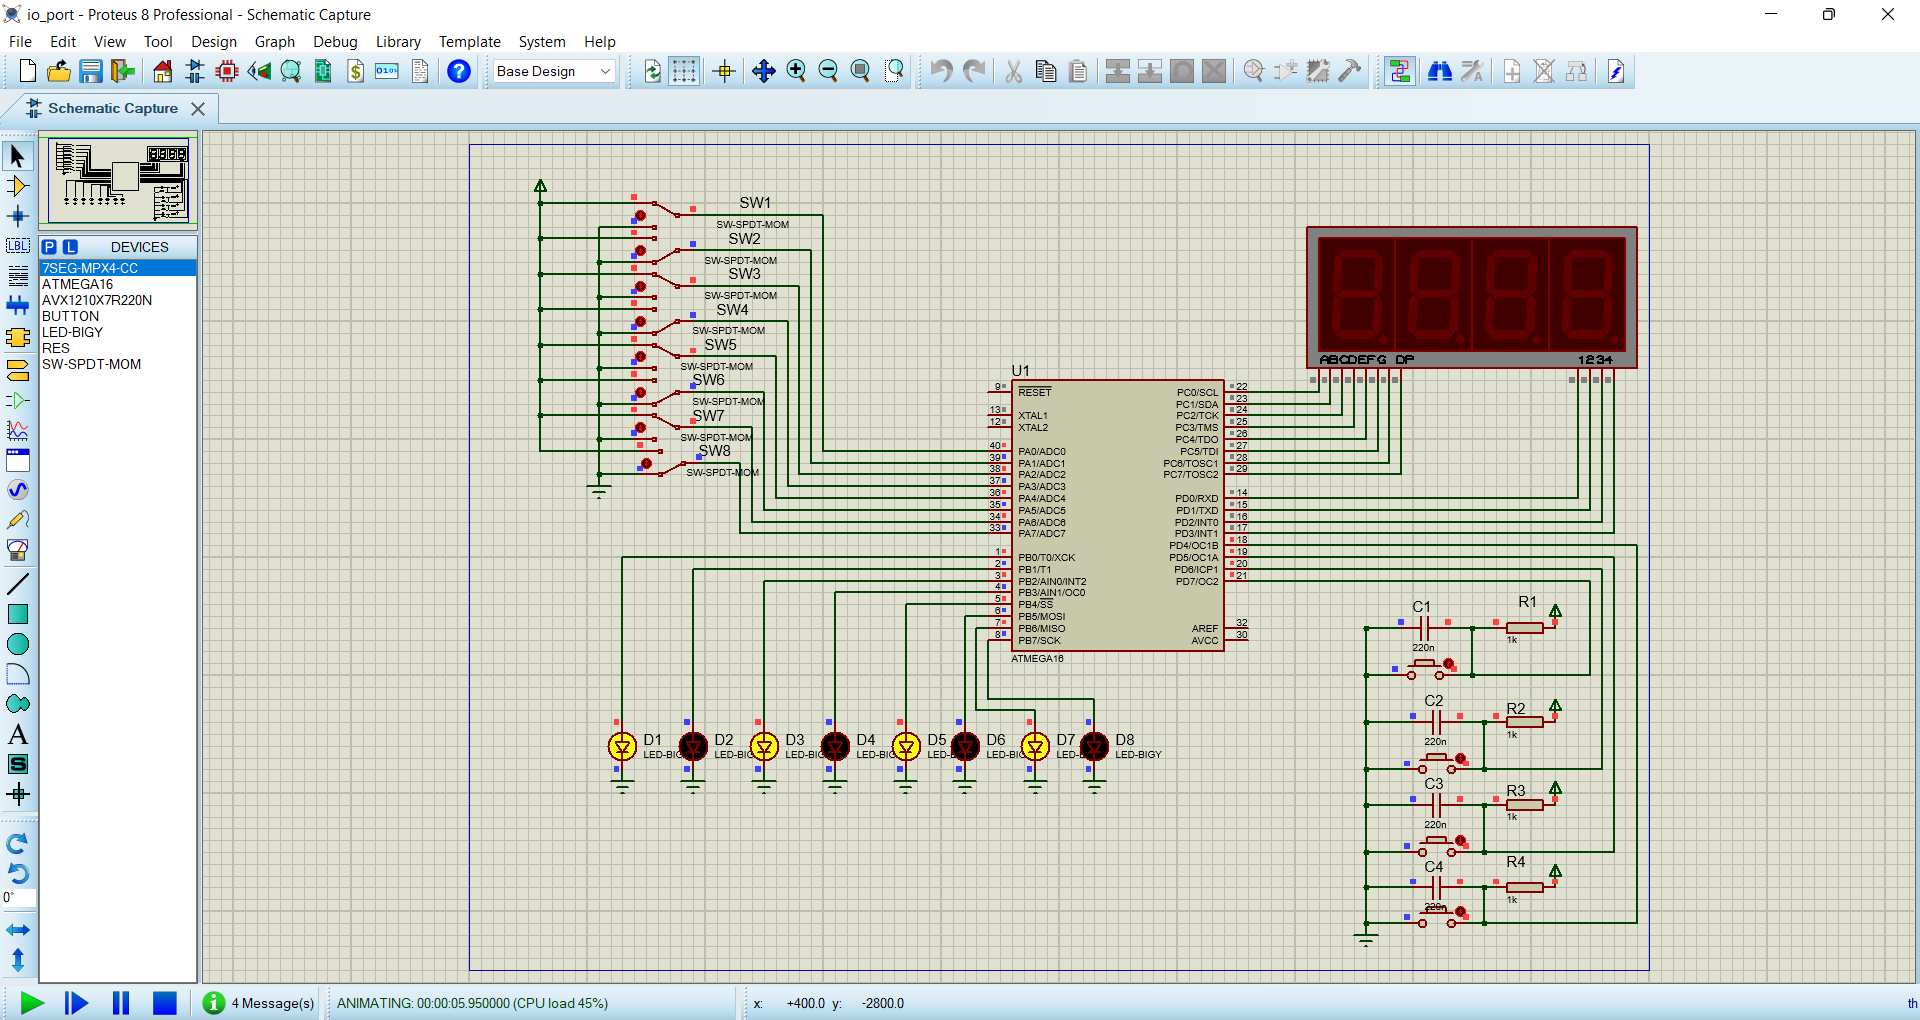 io_port - Proteus 8 Professional - Schematic Capture
File Edit View Tool Design Graph Debug Library Template System Help
Base Design
Schematic Capture
P L DEVICES
7SEG-MPX4-CC
ATMEGA16
AVX1210X7R220N
BUTTON
LED-BIGY
RES
SW-SPDT-MOM
LBL
A
S
0°
SW1
SW-SPDT-MOM
SW2
SW-SPDT-MOM
SW3
SW-SPDT-MOM
SW4
SW-SPDT-MOM
SW5
SW-SPDT-MOM
SW6
SW-SPDT-MOM
SW7
SW-SPDT-MOM
SW8
SW-SPDT-MOM
ABCDEFG DP 1234
U1
9 RESET PC0/SCL 22
PC1/SDA 23
13 XTAL1 PC2/TCK 24
12 XTAL2 PC3/TMS 25
PC4/TDO 26
40 PA0/ADC0 PC5/TDI 27
39 PA1/ADC1 PC6/TOSC1 28
38 PA2/ADC2 PC7/TOSC2 29
37 PA3/ADC3
36 PA4/ADC4 PD0/RXD 14
35 PA5/ADC5 PD1/TXD 15
34 PA6/ADC6 PD2/INT0 16
33 PA7/ADC7 PD3/INT1 17
PD4/OC1B 18
1 PB0/T0/XCK PD5/OC1A 19
2 PB1/T1 PD6/ICP1 20
3 PB2/AIN0/INT2 PD7/OC2 21
4 PB3/AIN1/OC0
5 PB4/SS
6 PB5/MOSI
7 PB6/MISO AREF 32
8 PB7/SCK AVCC 30
ATMEGA16
C1 R1
220n 1k
C2 R2
220n 1k
C3 R3
220n 1k
C4 R4
220n 1k
D1 D2 D3 D4 D5 D6 D7 D8
LED-BIG LED-BIG LED-BIG LED-BIG LED-B LED-BIG LED-B LED-BIGY
4 Message(s) ANIMATING: 00:00:05.950000 (CPU load 45%) x: +400.0 y: -2800.0 th